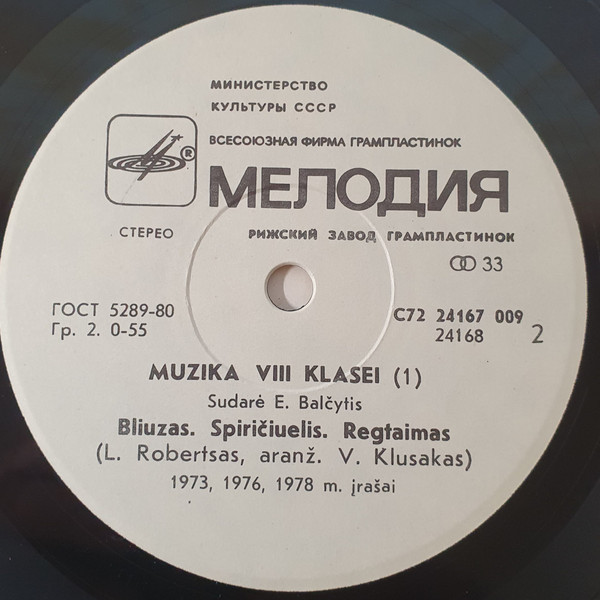 МИНИСТЕРСТВО
КУЛЬТУРЫ СССР
ВСЕСОЮЗНАЯ ФИРМА ГРАМПЛАСТИНОК
®
МЕЛОДИЯ
СТЕРЕО
РИЖСКИЙ ЗАВОД ГРАМПЛАСТИНОК
33
ГОСТ 5289-80
Гр. 2. 0-55
С72 24167 009
24168
2
MUZIKA VIII KLASEI (1)
Sudarė E. Balčytis
Bliuzas. Spiričiuelis. Regtaimas
(L. Robertsas, aranž. V. Klusakas)
1973, 1976, 1978 m. įrašai